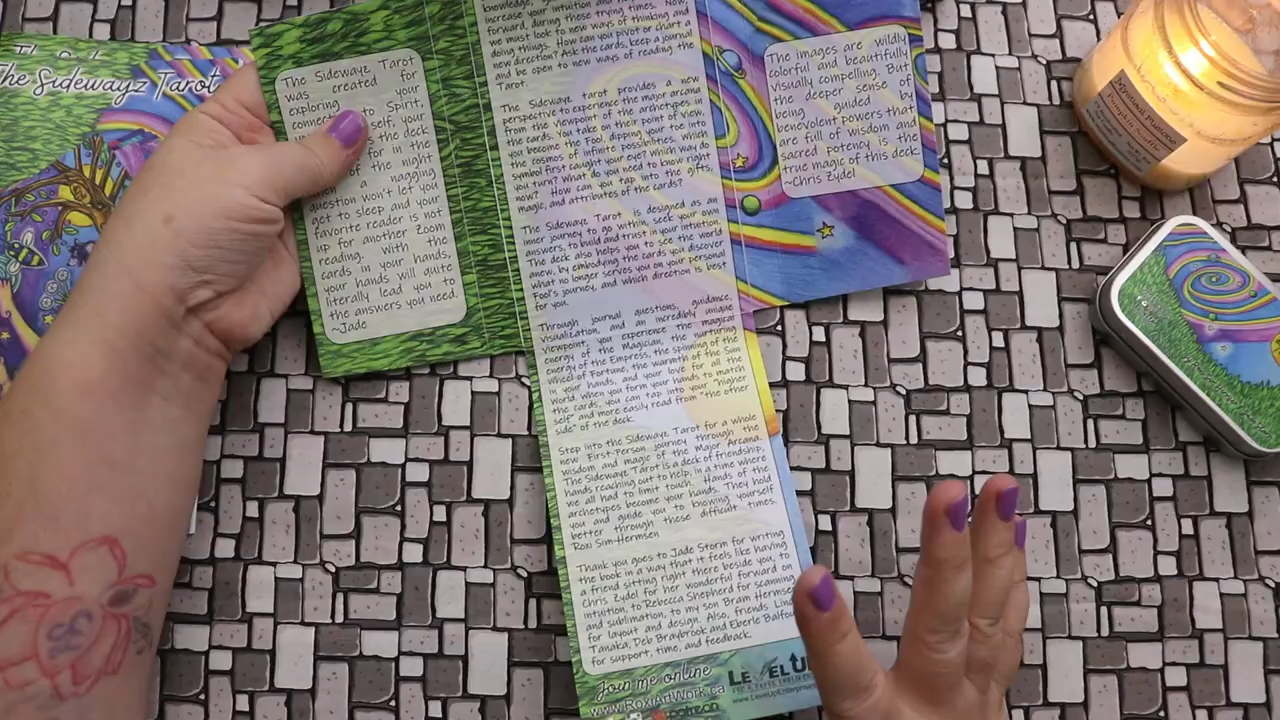 The Sidewayz Tarot
The Sidewayz Tarot
was created for
exploring your
to Spirit,
self, your
the deck
for in the
of the night
a nagging
question won't let you
get to sleep and your
favorite reader is not
up for another Zoom
reading. With the
cards in your hands,
your hands will quite
literally lead you to
the answers you need.
~Jade
knowledge,
increase your intuition and
forward, during these trying times. Now,
we must look to new ways of thinking and
doing things. How can you pivot or chart a
new direction? Ask the cards, keep a journal
and be open to new ways of reading the
Tarot.
The Sidewayz tarot provides a new
perspective to experience the major arcana
from the viewpoint of the archetypes in
the cards. You take on the point of view,
you become the Fool, dipping your toe into
the cosmos of infinite possibilities. Which
symbol first caught your eye? Which way do
you turn? What do you need to know right
now? How can you tap into the gifts,
magic, and attributes of the cards?
The Sidewayz Tarot is designed as an
inner journey to go within, seek your own
answers, to build and trust in your intuition.
The deck also helps you to see the world
anew, by embodying the cards you discover
what no longer serves you on your personal
Fool's journey, and which direction is best
for you.
Through journal questions, guidance,
visualization, and an incredibly unique
viewpoint, you experience the magical
energy of the Magician, the nurturing
energy of the Empress, the spinning of the
Wheel of Fortune, the warmth of the Sun
in your hands, and your love for all the
World. When you form your hands to match
the cards, you can tap into your "higher
self" and more easily read from "the other
side" of the deck.
Step into the Sidewayz Tarot for a whole
new First-Person journey through the
wisdom and magic of the Major Arcana.
The Sidewayz Tarot is a deck of friendship,
hands reaching out to help, in a time where
we all had to limit touch. Hands of the
archetypes become your hands. They hold
you and guide you to knowing yourself
better through these difficult times.
Roxi Sim-Hermsen
Thank you goes to Jade Storm for writing
the book in a way that it feels like having
a friend sitting right there beside you, to
Chris Zydel for her wonderful forward on
intuition, to Rebecca Shepherd for scanning
and sublimation, to my son Bram Hermsen
for layout and design. Also, friends
Tanaka, Deb Braybrook and Eberle Balfou
for support, time, and feedback.
Join me online
www.RoxiArtWork.ca
patreon
LEVEL U
www.LevelUpEnterprises
The images are wildly
colorful and beautifully
visually compelling. But
the deeper sense of
being guided by
benevolent powers that
are full of wisdom and
sacred potency is the
true magic of this deck.
~Chris Zydel
Pumpkin Souffle